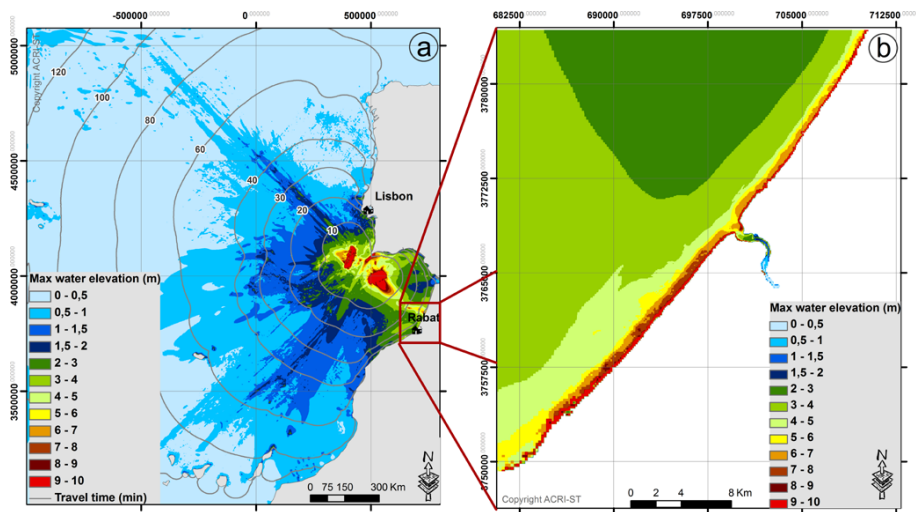 -500000
0 000000
500000
a
Copyright ACRI-ST
5000000
4500000
4000000
3500000
120
100
80
60
40
30
20
10
Lisbon
Rabat
Max water elevation (m)
0 - 0,5
0,5 - 1
1 - 1,5
1,5 - 2
2 - 3
3 - 4
4 - 5
5 - 6
6 - 7
7 - 8
8 - 9
9 - 10
Travel time (min)
0 75 150 300 Km
N
682500
690000
697500
705000
712500
b
3780000
3772500
3765000
3757500
3750000
Max water elevation (m)
0 - 0,5
0,5 - 1
1 - 1,5
1,5 - 2
2 - 3
3 - 4
4 - 5
5 - 6
6 - 7
7 - 8
8 - 9
9 - 10
Copyright ACRI-ST
0 2 4 8 Km
N